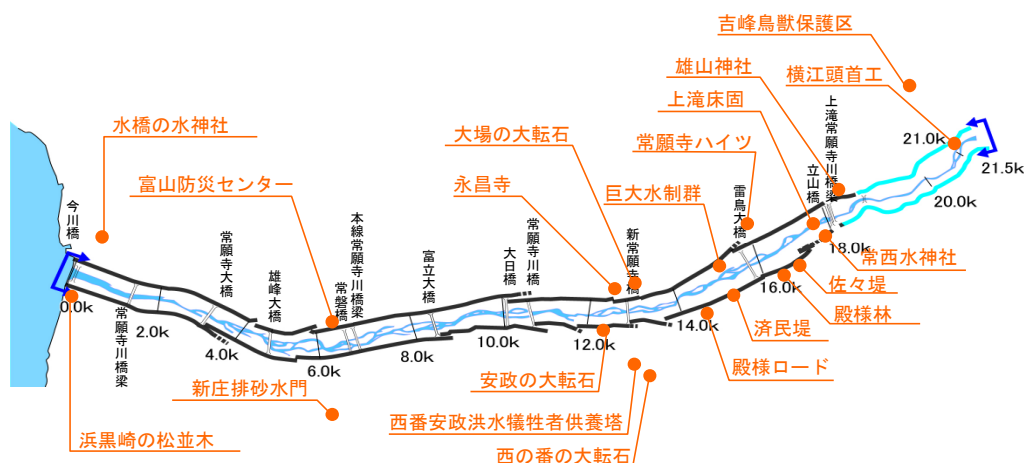 吉峰鳥獣保護区
雄山神社
横江頭首工
上滝床固
水橋の水神社
大場の大転石
常願寺ハイツ
上滝常願寺川橋梁
21.0k
21.5k
富山防災センター
永昌寺
巨大水制群
雷鳥大橋
立山橋
20.0k
今川橋
常願寺大橋
本線常願寺川橋梁
富立大橋
大日橋
常願寺川橋
新常願寺橋
18.0k
常西水神社
雄峰大橋
常盤橋
16.0k
佐々堤
0.0k
2.0k
常願寺川橋梁
4.0k
6.0k
8.0k
10.0k
12.0k
14.0k
殿様林
済民堤
新庄排砂水門
安政の大転石
殿様ロード
浜黒崎の松並木
西番安政洪水犠牲者供養塔
西の番の大転石